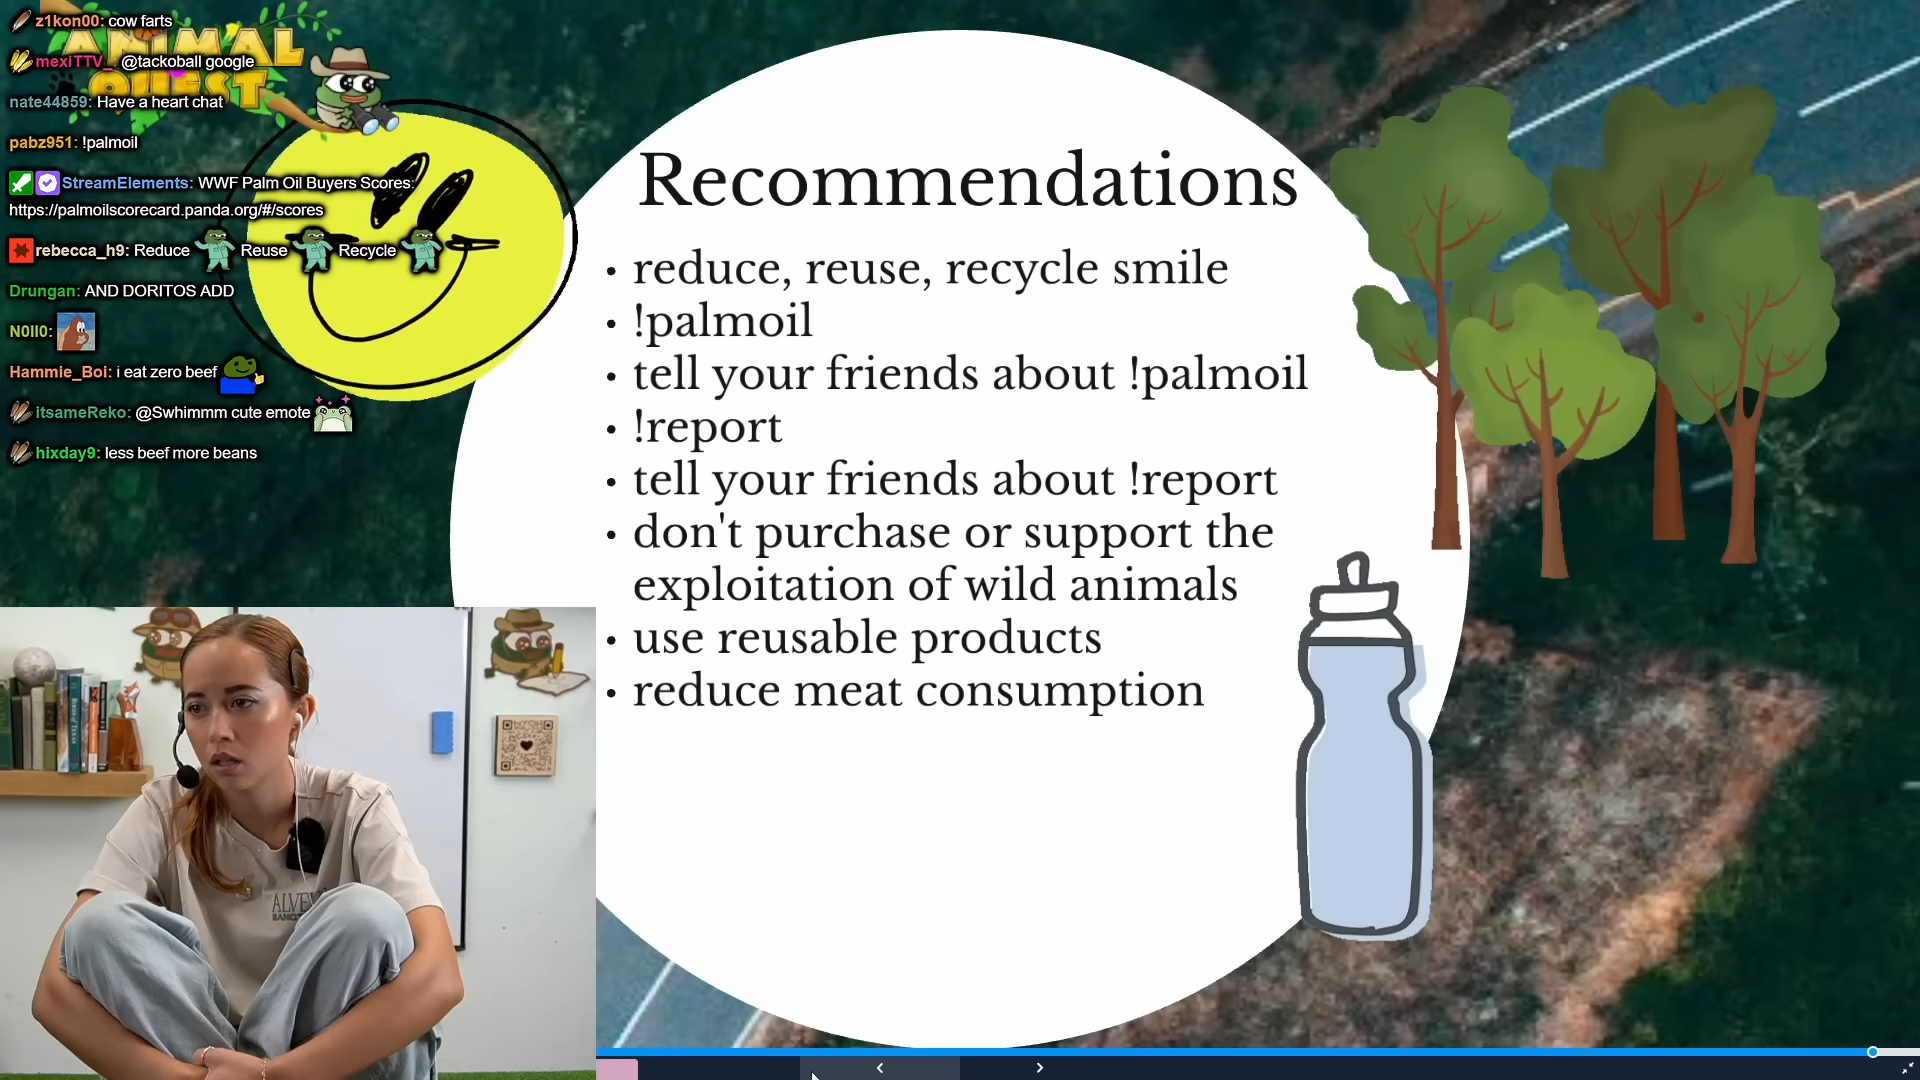 z1kon00: cow farts
ANIMAL
mexiTTV_: @tackoball google
QUEST
nate44859: Have a heart chat
pabz951: !palmoil
StreamElements: WWF Palm Oil Buyers Scores:
https://palmoilscorecard.panda.org/#/scores
rebecca_h9: Reduce Reuse Recycle
Drungan: AND DORITOS ADD
N0ll0:
Hammie_Boi: i eat zero beef
itsameReko: @Swhimmm cute emote
hixday9: less beef more beans
Recommendations
• reduce, reuse, recycle smile
• !palmoil
• tell your friends about !palmoil
• !report
• tell your friends about !report
• don't purchase or support the
exploitation of wild animals
• use reusable products
• reduce meat consumption